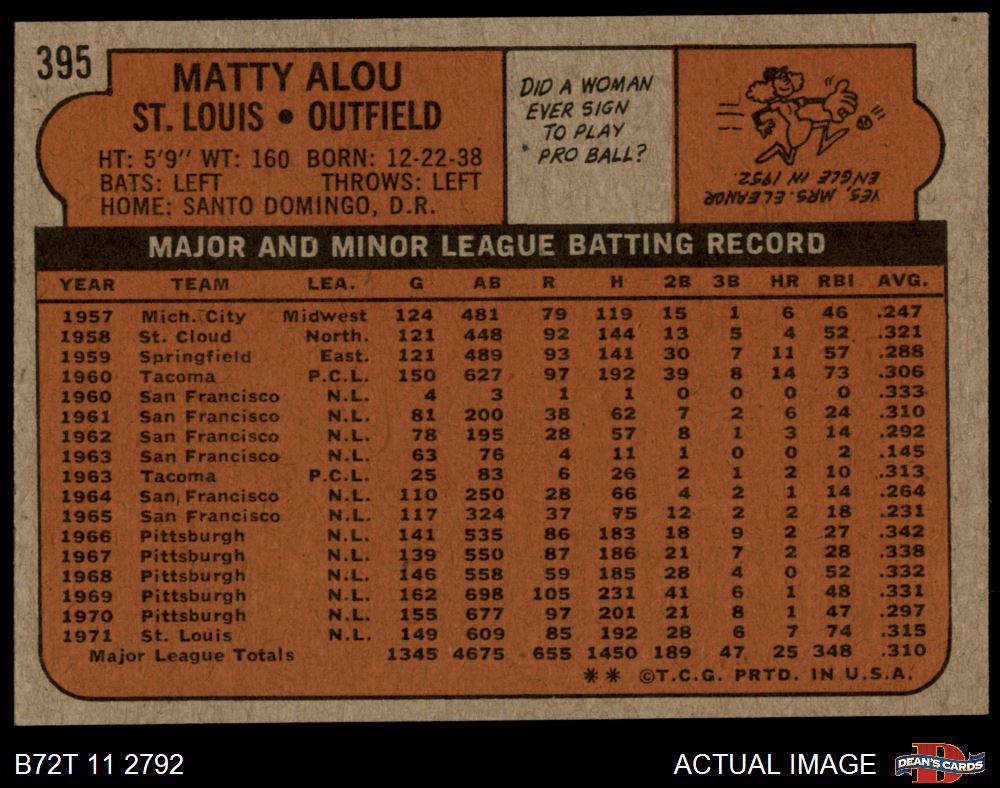 395
MATTY ALOU
ST. LOUIS • OUTFIELD
HT: 5'9" WT: 160 BORN: 12-22-38
BATS: LEFT THROWS: LEFT
HOME: SANTO DOMINGO, D.R.
DID A WOMAN
EVER SIGN
TO PLAY
PRO BALL?
YES, MRS. ELEANOR
ENGLE IN 1952.
MAJOR AND MINOR LEAGUE BATTING RECORD
YEAR TEAM LEA. G AB R H 2B 3B HR RBI AVG.
1957 Mich. City Midwest 124 481 79 119 15 1 6 46 .247
1958 St. Cloud North. 121 448 92 144 13 5 4 52 .321
1959 Springfield East. 121 489 93 141 30 7 11 57 .288
1960 Tacoma P.C.L. 150 627 97 192 39 8 14 73 .306
1960 San Francisco N.L. 4 3 1 1 0 0 0 0 .333
1961 San Francisco N.L. 81 200 38 62 7 2 6 24 .310
1962 San Francisco N.L. 78 195 28 57 8 1 3 14 .292
1963 San Francisco N.L. 63 76 4 11 1 0 0 2 .145
1963 Tacoma P.C.L. 25 83 6 26 2 1 2 10 .313
1964 San Francisco N.L. 110 250 28 66 4 2 1 14 .264
1965 San Francisco N.L. 117 324 37 75 12 2 2 18 .231
1966 Pittsburgh N.L. 141 535 86 183 18 9 2 27 .342
1967 Pittsburgh N.L. 139 550 87 186 21 7 2 28 .338
1968 Pittsburgh N.L. 146 558 59 185 28 4 0 52 .332
1969 Pittsburgh N.L. 162 698 105 231 41 6 1 48 .331
1970 Pittsburgh N.L. 155 677 97 201 21 8 1 47 .297
1971 St. Louis N.L. 149 609 85 192 28 6 7 74 .315
Major League Totals 1345 4675 655 1450 189 47 25 348 .310
** ©T.C.G. PRTD. IN U.S.A.
B72T 11 2792
ACTUAL IMAGE
D
DEAN'S CARDS